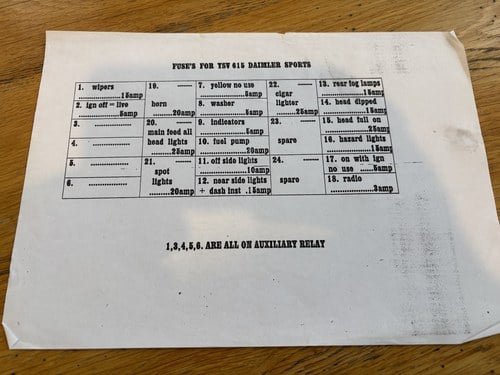 FUSE'S FOR YSV 615 DAIMLER SPORTS
1. wipers
...............15amp
2. ign off = live
...............5amp
3. ...............
4. ...............
5. ...............
6. ...............
19. ——
horn
........20amp
20. ——
main feed all
head lights
........25amp
21. ——
spot
lights
........20amp
7. yellow no use
...............5amp
8. washer
...............5amp
9. indicators
...............5amp
10. fuel pump
...............20amp
11. off side lights
...............10amp
12. near side lights
+ dash inst .15amp
22. ——
cigar
lighter
........25amp
23. ——
spare
24. ——
spare
13. rear fog lamps
...............15amp
14. head dipped
...............15amp
15. head full on
...............25amp
16. hazard lights
...............15amp
17. on with ign
no use .....5amp
18. radio
...............3amp
1,3,4,5,6. ARE ALL ON AUXILIARY RELAY